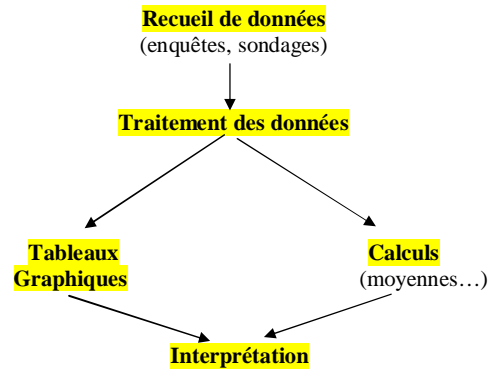 Recueil de données
(enquêtes, sondages)
Traitement des données
Tableaux
Graphiques
Calculs
(moyennes…)
Interprétation